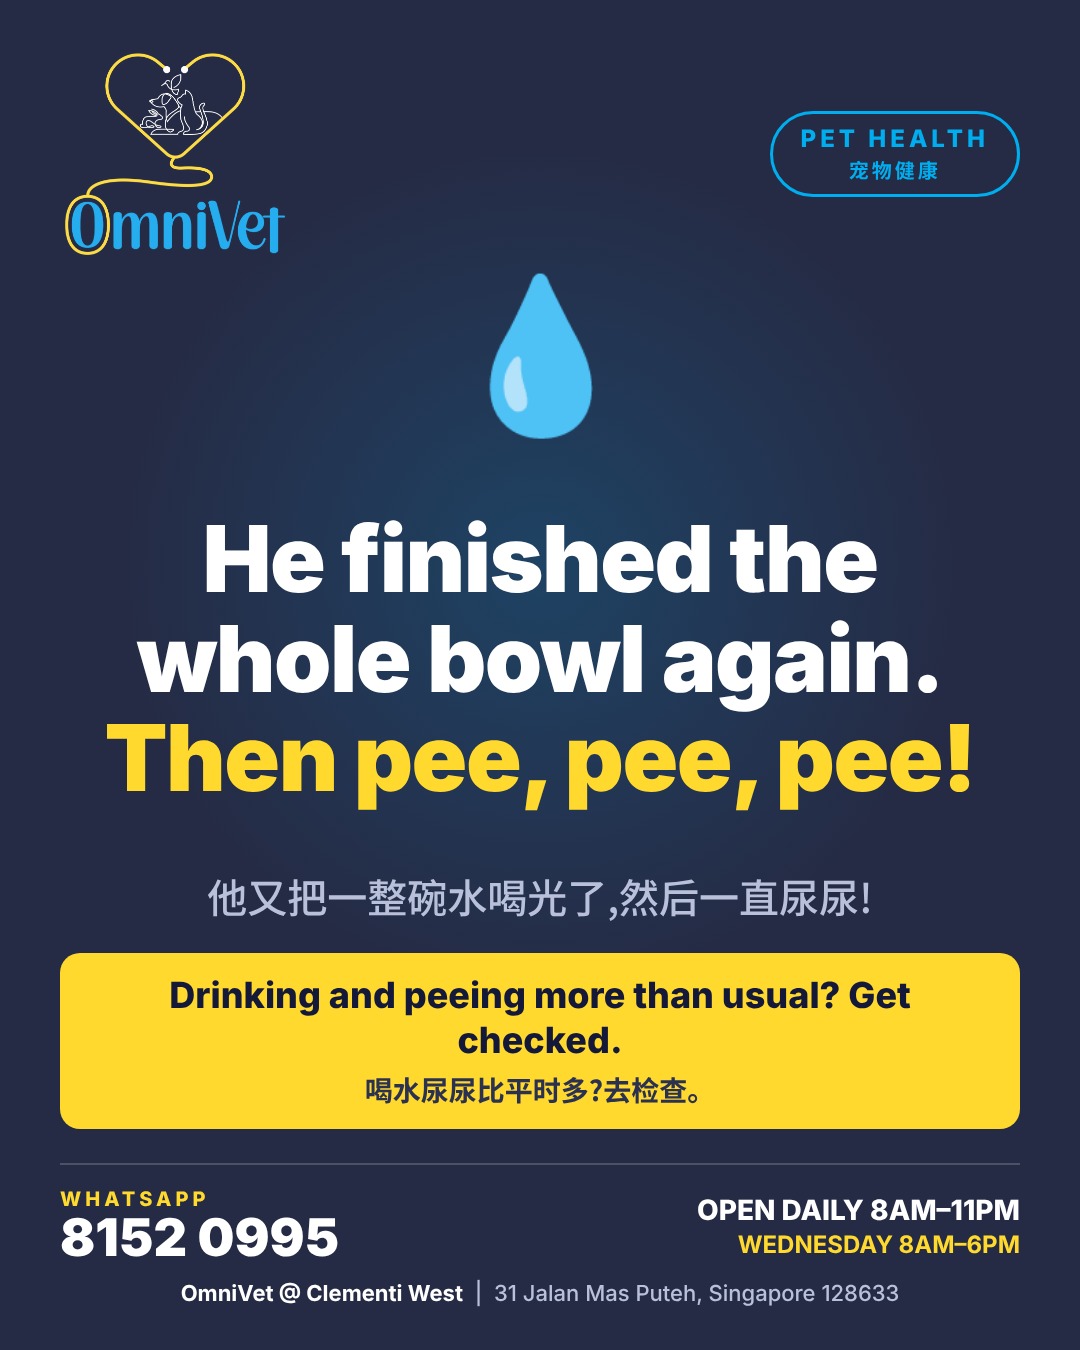 OmniVet
PET HEALTH
宠物健康
He finished the
whole bowl again.
Then pee, pee, pee!
他又把一整碗水喝光了,然后一直尿尿!
Drinking and peeing more than usual? Get
checked.
喝水尿尿比平时多?去检查。
WHATSAPP
8152 0995
OPEN DAILY 8AM–11PM
WEDNESDAY 8AM–6PM
OmniVet @ Clementi West | 31 Jalan Mas Puteh, Singapore 128633